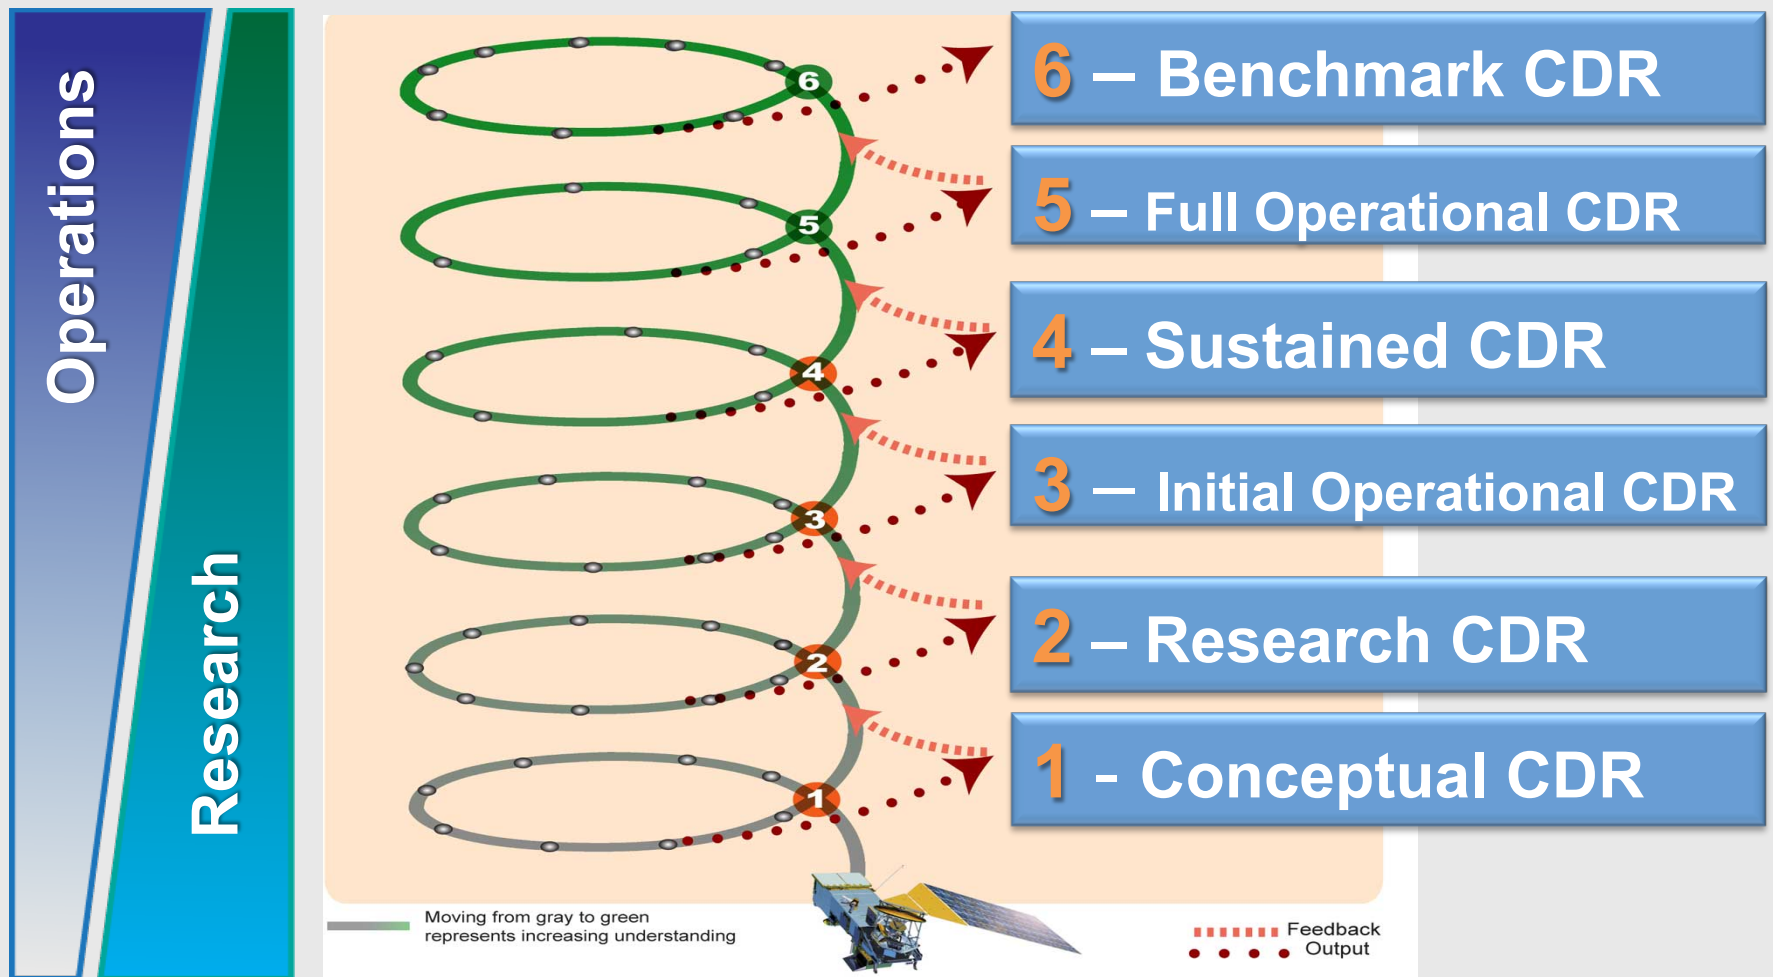 Operations
Research
6
5
4
3
2
1
6 – Benchmark CDR
5 – Full Operational CDR
4 – Sustained CDR
3 – Initial Operational CDR
2 – Research CDR
1 - Conceptual CDR
Moving from gray to green
represents increasing understanding
Feedback
Output